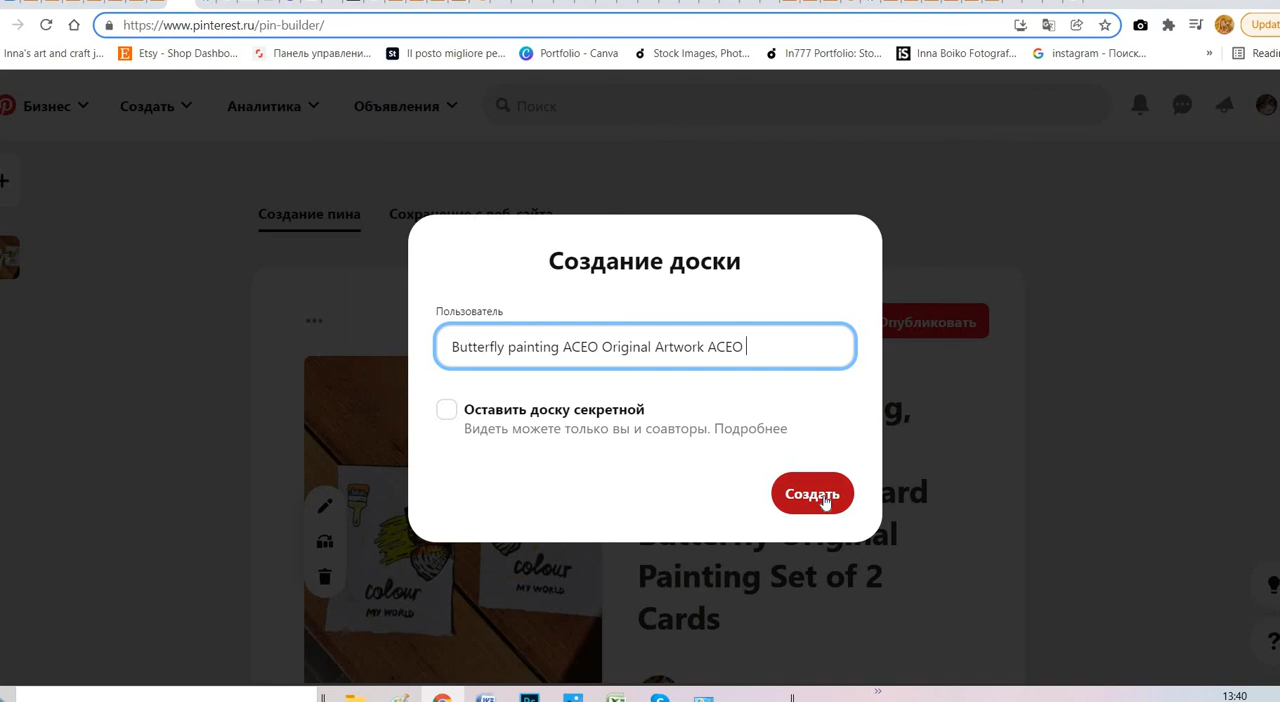 https://www.pinterest.ru/pin-builder/
Updat
Inna's art and craft j...
Etsy - Shop Dashbo...
Панель управлени...
Il posto migliore pe...
Portfolio - Canva
Stock Images, Phot...
In777 Portfolio: Sto...
Inna Boiko Fotograf...
instagram - Поиск...
»
Readin
Бизнес
Создать
Аналитика
Объявления
Поиск
Создание пина
Создание доски
Пользователь
Опубликовать
Butterfly painting ACEO Original Artwork ACEO
Оставить доску секретной
Видеть можете только вы и соавторы. Подробнее
Создать
Painting Set of 2
Cards
colour
MY WORLD
colour
MY WORLD
13:40